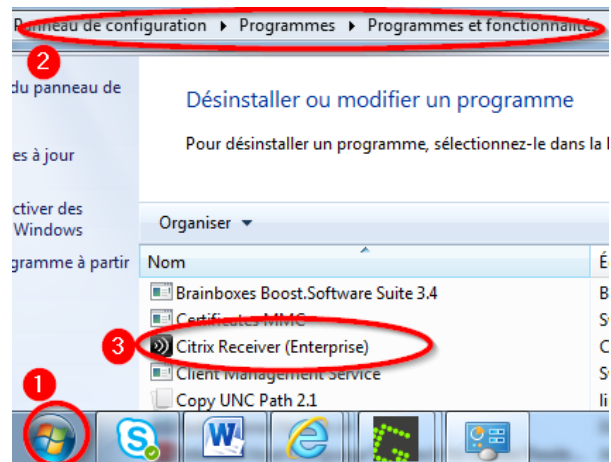 Panneau de configuration ▸ Programmes ▸ Programmes et fonctionnalités
2
du panneau de
Désinstaller ou modifier un programme
Pour désinstaller un programme, sélectionnez-le dans la
es à jour
ctiver des
Windows
Organiser
gramme à partir
Nom
Brainboxes Boost.Software Suite 3.4
Certificates MMC
3
Citrix Receiver (Enterprise)
Client Management Service
1
Copy UNC Path 2.1